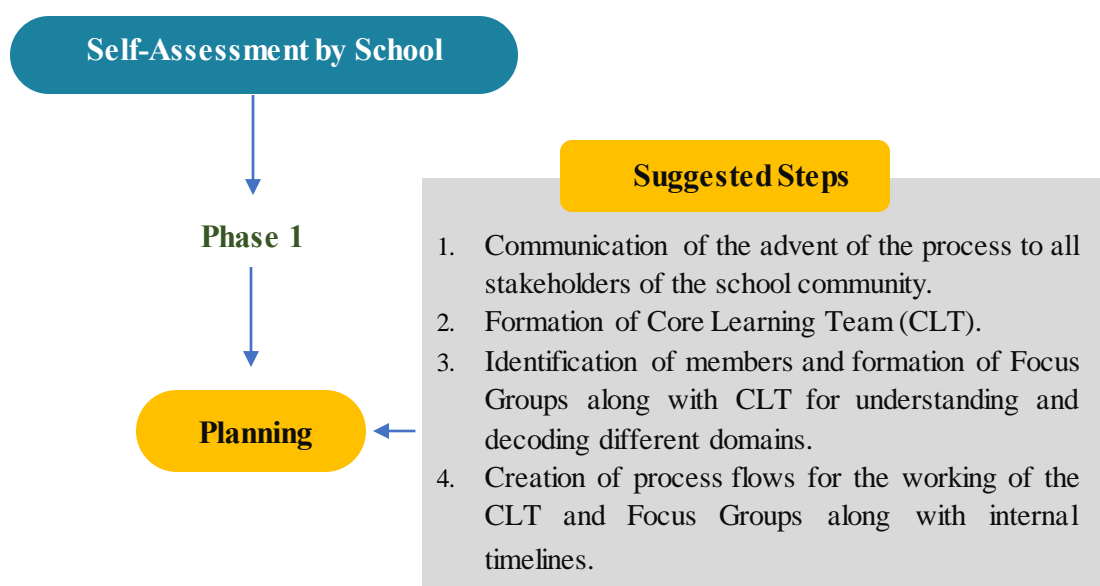 Self-Assessment by School
Phase 1
Planning
Suggested Steps
1. Communication of the advent of the process to all
stakeholders of the school community.
2. Formation of Core Learning Team (CLT).
3. Identification of members and formation of Focus
Groups along with CLT for understanding and
decoding different domains.
4. Creation of process flows for the working of the
CLT and Focus Groups along with internal
timelines.